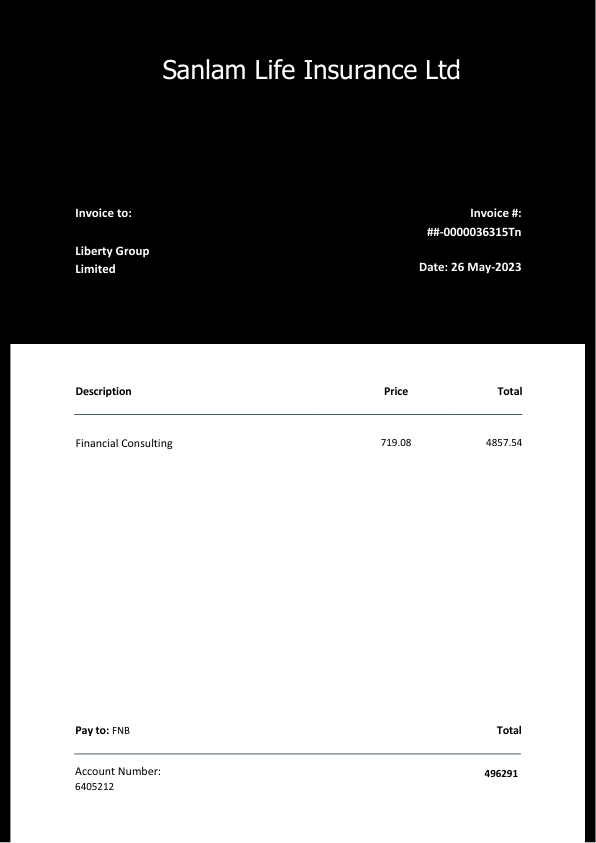 Sanlam Life Insurance Ltd
Invoice to:
Invoice #:
##-0000036315Tn
Liberty Group
Limited
Date: 26 May-2023
Description Price Total
Financial Consulting 719.08 4857.54
Pay to: FNB Total
Account Number:
6405212
496291